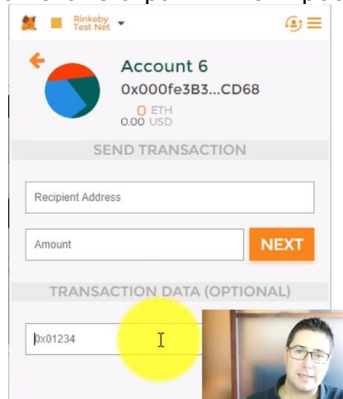 Rinkeby
Test Net
Account 6
0x000fe3B3...CD68
0 ETH
0.00 USD
SEND TRANSACTION
Recipient Address
Amount
NEXT
TRANSACTION DATA (OPTIONAL)
0x01234